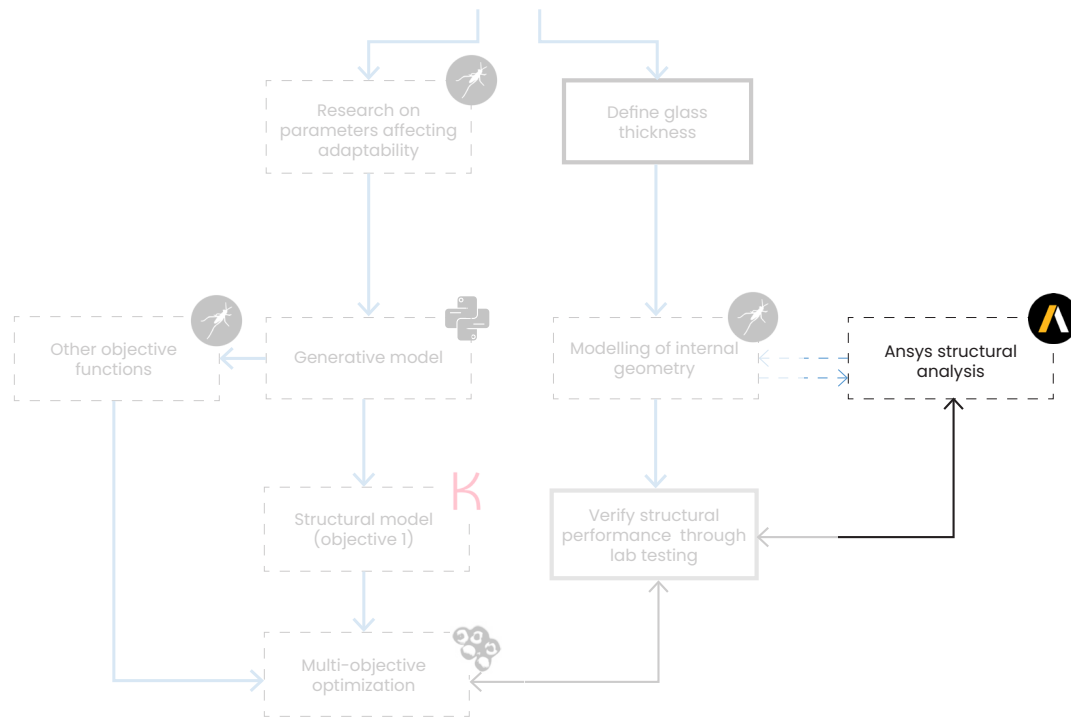 Research on
parameters affecting
adaptability
Define glass
thickness
Other objective
functions
Generative model
Modelling of internal
geometry
Ansys structural
analysis
Structural model
(objective 1)
Verify structural
performance through
lab testing
Multi-objective
optimization